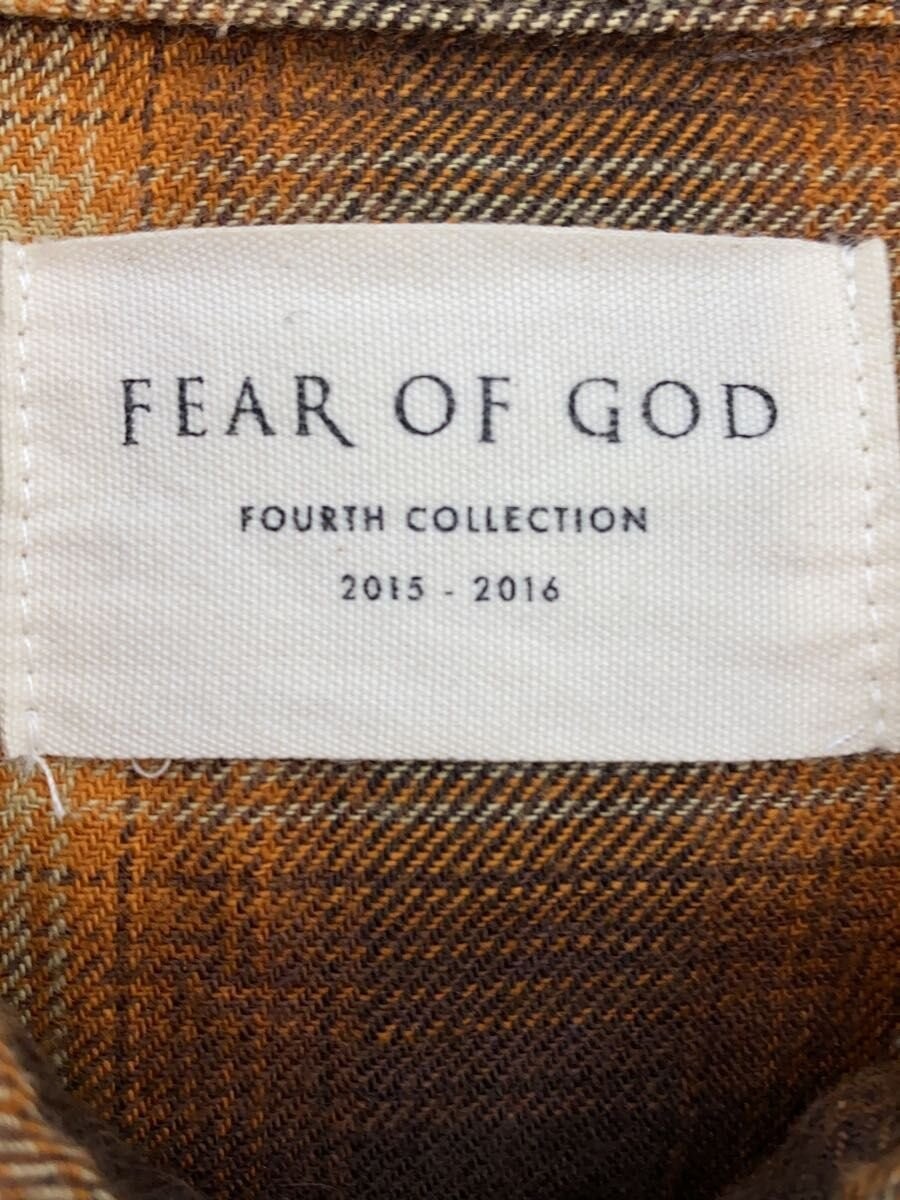 FEAR OF GOD
FOURTH COLLECTION
2015 - 2016